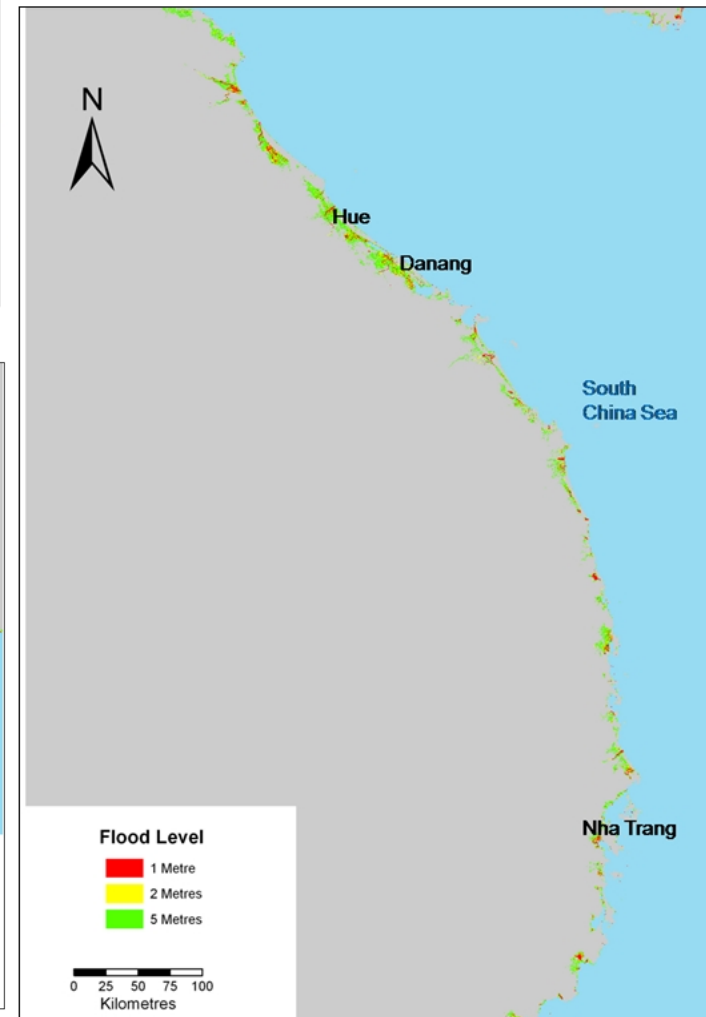 N
Hue
Danang
South
China Sea
Nha Trang
Flood Level
1 Metre
2 Metres
5 Metres
0 25 50 75 100
Kilometres